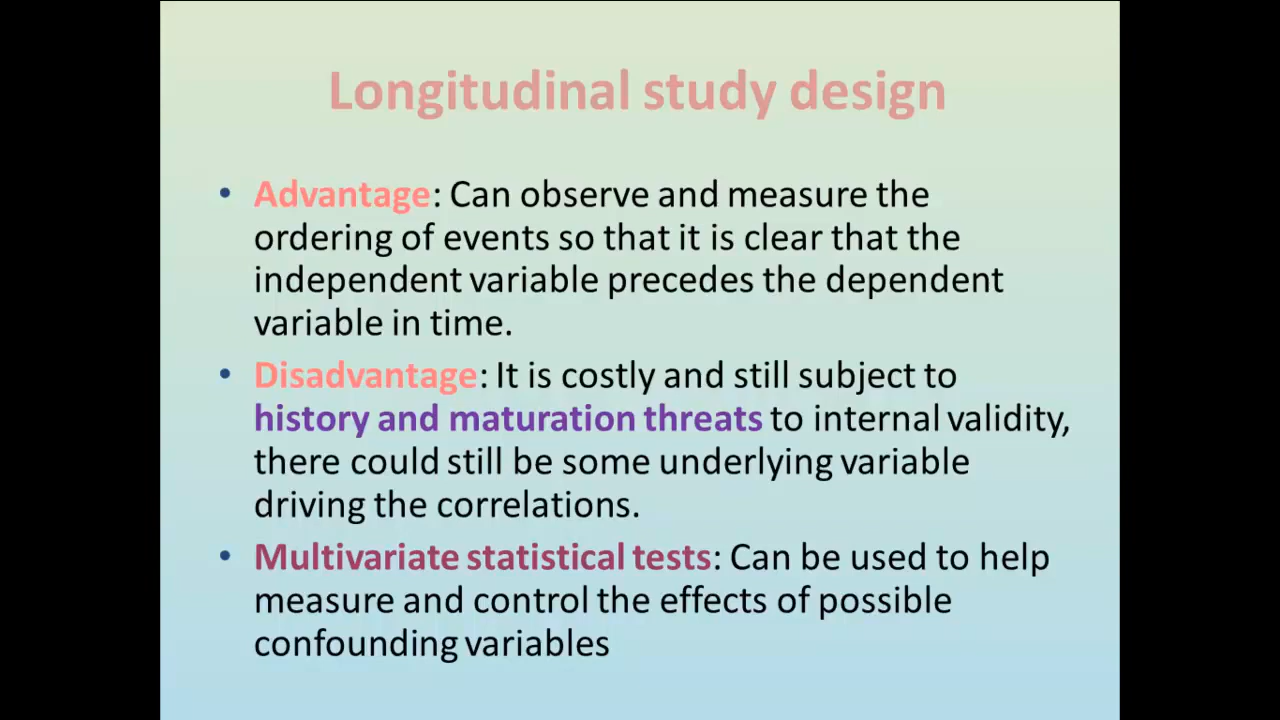 Longitudinal study design
• Advantage: Can observe and measure the
ordering of events so that it is clear that the
independent variable precedes the dependent
variable in time.
• Disadvantage: It is costly and still subject to
history and maturation threats to internal validity,
there could still be some underlying variable
driving the correlations.
• Multivariate statistical tests: Can be used to help
measure and control the effects of possible
confounding variables